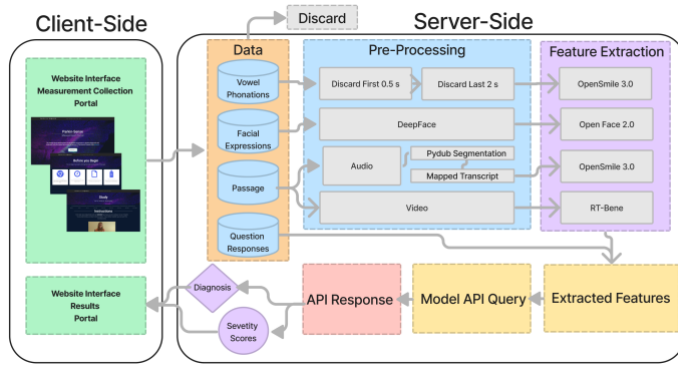 Client-Side
Server-Side
Discard
Website Interface
Measurement Collection
Portal
Before you Begin
Data
Vowel
Phonations
Facial
Expressions
Passage
Question
Responses
Pre-Processing
Discard First 0.5 s
Discard Last 2 s
DeepFace
Audio
Pydub Segmentation
Mapped Transcript
Video
Feature Extraction
OpenSmile 3.0
Open Face 2.0
OpenSmile 3.0
RT-Bene
Website Interface
Results
Portal
Diagnosis
Sevetity
Scores
API Response
Model API Query
Extracted Features